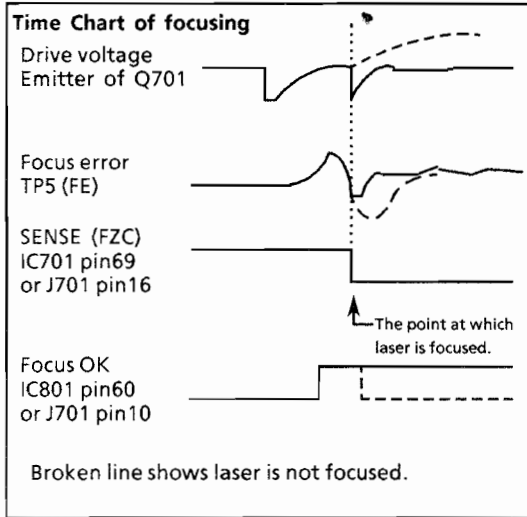 Time Chart of focusing
Drive voltage
Emitter of Q701
Focus error
TP5 (FE)
SENSE (FZC)
IC701 pin69
or J701 pin16
The point at which
laser is focused.
Focus OK
IC801 pin60
or J701 pin10
Broken line shows laser is not focused.